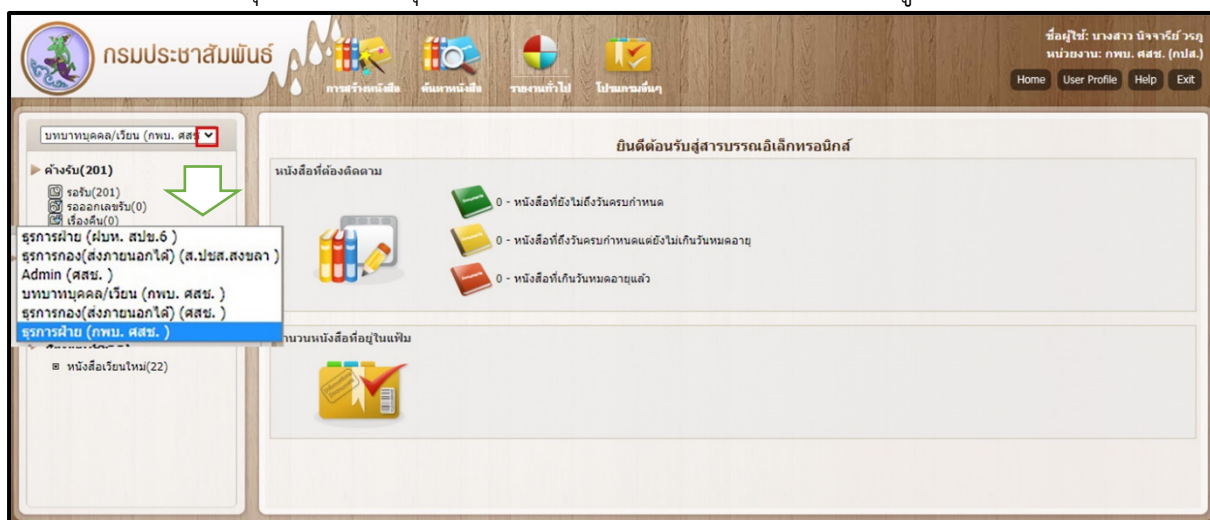 กรมประชาสัมพันธ์
การสร้างหนังสือ
ค้นหาหนังสือ
รายงานทั่วไป
โปรแกรมอื่นๆ
ชื่อผู้ใช้: นางสาว นิจจารีย์ วรภู
หน่วยงาน: กพบ. ศสช. (กปส.)
Home User Profile Help Exit
บทบาทบุคคล/เวียน (กพบ. ศสช
ค้างรับ(201)
รอรับ(201)
รอออกเลขรับ(0)
เรื่องคืน(0)
ธุรการฝ่าย (ฝบท. สปข.6 )
ธุรการกอง(ส่งภายนอกได้) (ส.ปชส.สงขลา )
Admin (ศสช. )
บทบาทบุคคล/เวียน (กพบ. ศสช. )
ธุรการกอง(ส่งภายนอกได้) (ศสช. )
ธุรการฝ่าย (กพบ. ศสช. )
หนังสือเวียนใหม่(22)
ยินดีต้อนรับสู่สารบรรณอิเล็กทรอนิกส์
หนังสือที่ต้องติดตาม
0 - หนังสือที่ยังไม่ถึงวันครบกำหนด
0 - หนังสือที่ถึงวันครบกำหนดแต่ยังไม่เกินวันหมดอายุ
0 - หนังสือที่เกินวันหมดอายุแล้ว
จำนวนหนังสือที่อยู่ในแฟ้ม